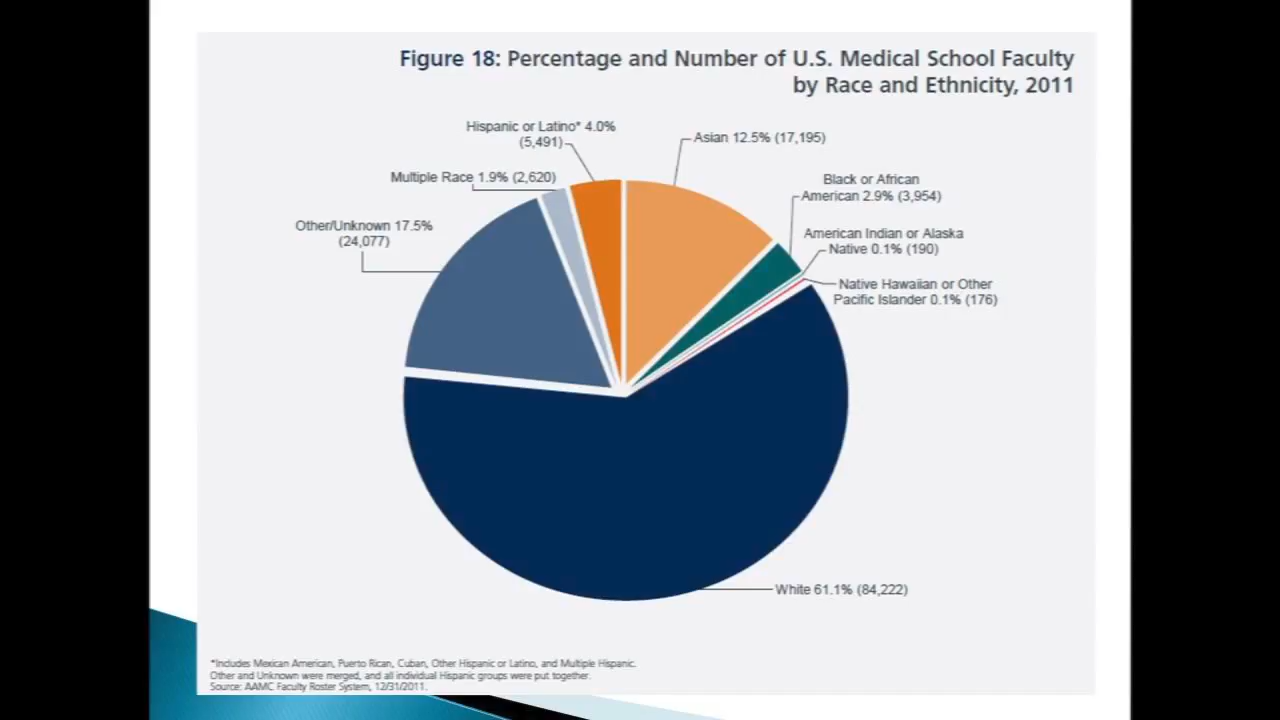 Figure 18: Percentage and Number of U.S. Medical School Faculty
by Race and Ethnicity, 2011
Hispanic or Latino* 4.0%
(5,491)
Asian 12.5% (17,195)
Multiple Race 1.9% (2,620)
Black or African
American 2.9% (3,954)
Other/Unknown 17.5%
(24,077)
American Indian or Alaska
Native 0.1% (190)
Native Hawaiian or Other
Pacific Islander 0.1% (176)
White 61.1% (84,222)
*Includes Mexican American, Puerto Rican, Cuban, Other Hispanic or Latino, and Multiple Hispanic.
Other and Unknown were merged, and all individual Hispanic groups were put together.
Source: AAMC Faculty Roster System, 12/31/2011.